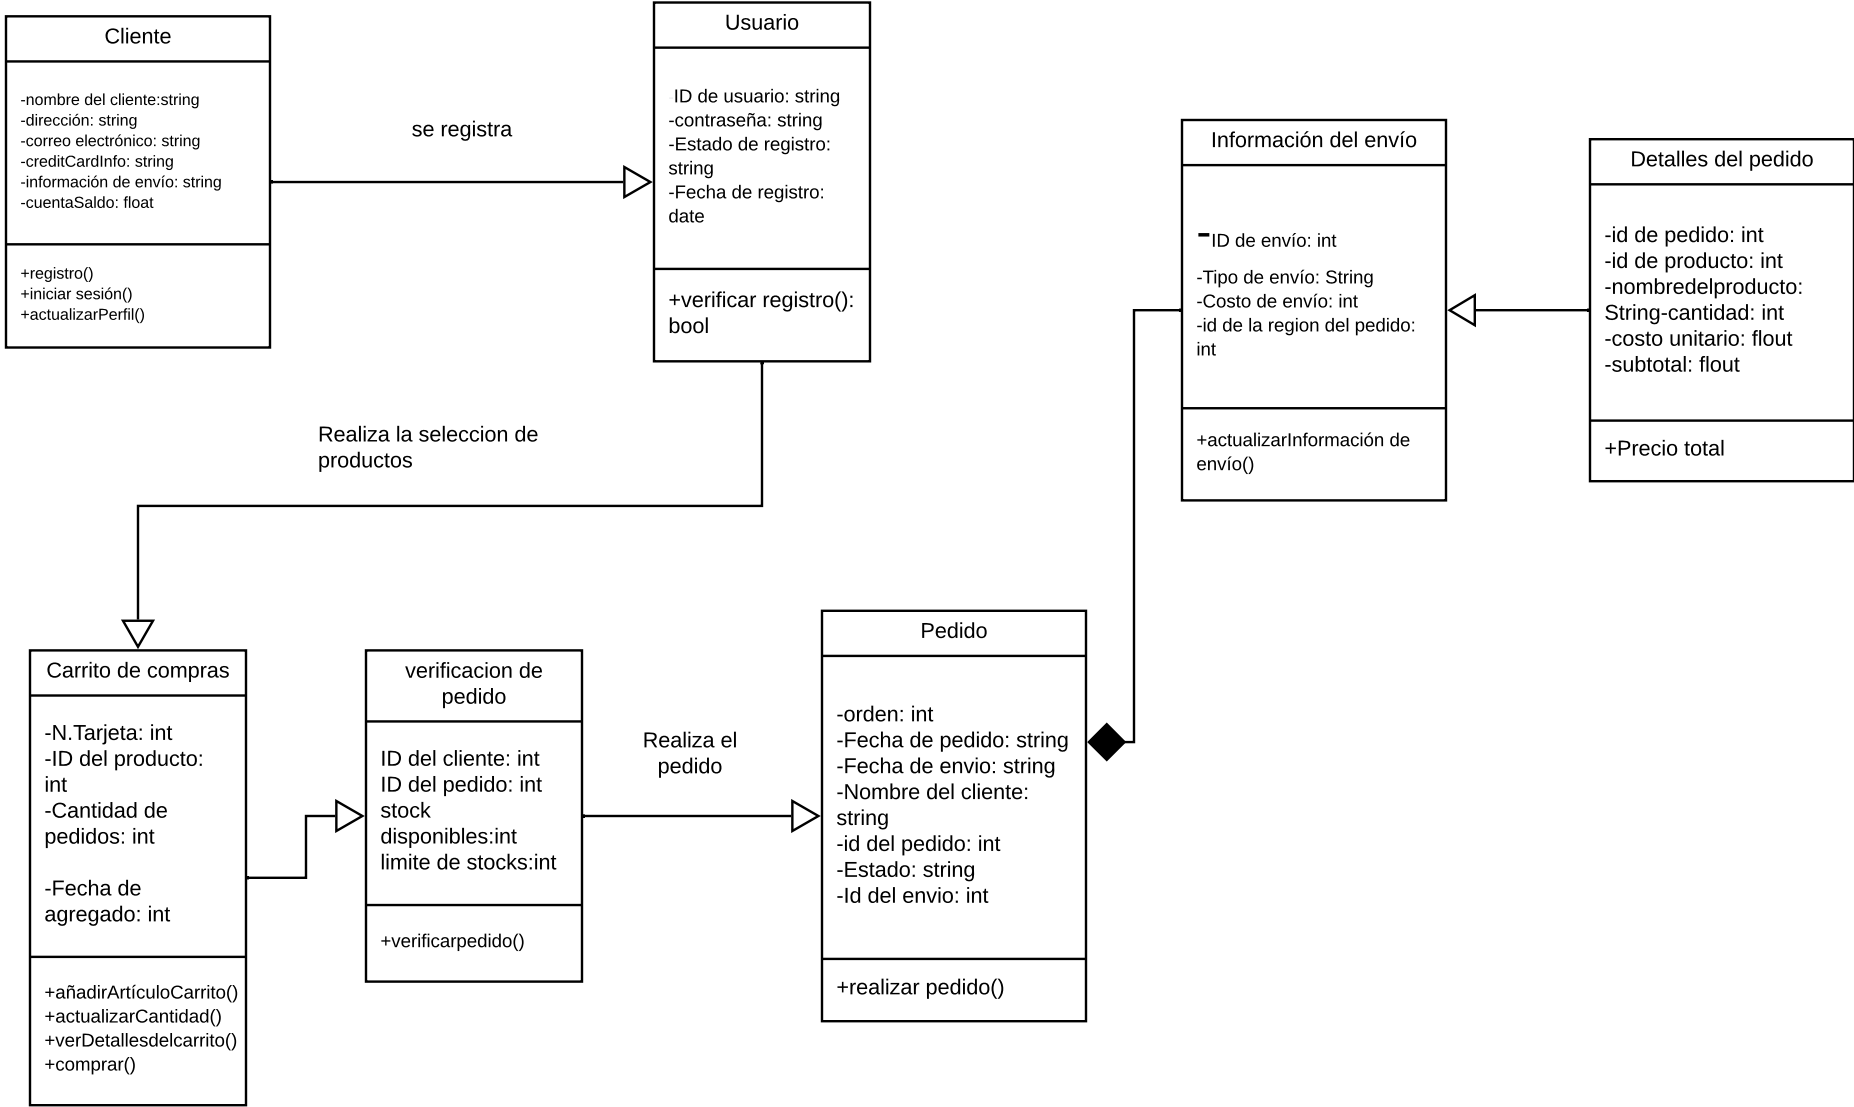 Cliente
-nombre del cliente:string
-dirección: string
-correo electrónico: string
-creditCardInfo: string
-información de envío: string
-cuentaSaldo: float
+registro()
+iniciar sesión()
+actualizarPerfil()
se registra
Usuario
ID de usuario: string
-contraseña: string
-Estado de registro:
string
-Fecha de registro:
date
+verificar registro():
bool
Realiza la seleccion de
productos
Información del envío
-ID de envío: int
-Tipo de envío: String
-Costo de envío: int
-id de la region del pedido:
int
+actualizarInformación de
envío()
Detalles del pedido
-id de pedido: int
-id de producto: int
-nombredelproducto:
String-cantidad: int
-costo unitario: flout
-subtotal: flout
+Precio total
Carrito de compras
-N.Tarjeta: int
-ID del producto:
int
-Cantidad de
pedidos: int
-Fecha de
agregado: int
+añadirArtículoCarrito()
+actualizarCantidad()
+verDetallesdelcarrito()
+comprar()
verificacion de
pedido
ID del cliente: int
ID del pedido: int
stock
disponibles:int
limite de stocks:int
+verificarpedido()
Realiza el
pedido
Pedido
-orden: int
-Fecha de pedido: string
-Fecha de envio: string
-Nombre del cliente:
string
-id del pedido: int
-Estado: string
-Id del envio: int
+realizar pedido()